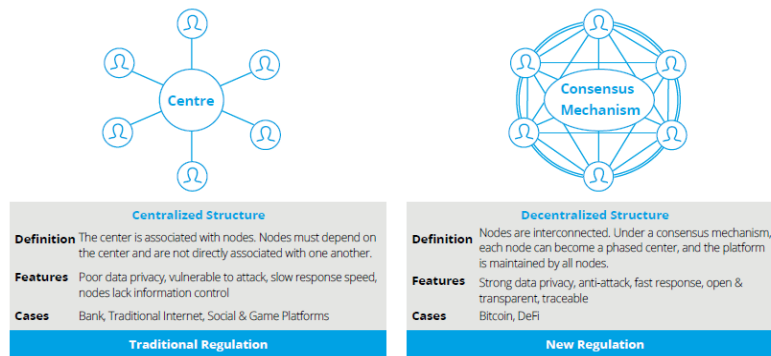 Centre
Consensus
Mechanism
Centralized Structure
Definition The center is associated with nodes. Nodes must depend on
the center and are not directly associated with one another.
Features Poor data privacy, vulnerable to attack, slow response speed,
nodes lack information control
Cases Bank, Traditional Internet, Social & Game Platforms
Traditional Regulation
Decentralized Structure
Definition Nodes are interconnected. Under a consensus mechanism,
each node can become a phased center, and the platform
is maintained by all nodes.
Features Strong data privacy, anti-attack, fast response, open &
transparent, traceable
Cases Bitcoin, DeFi
New Regulation